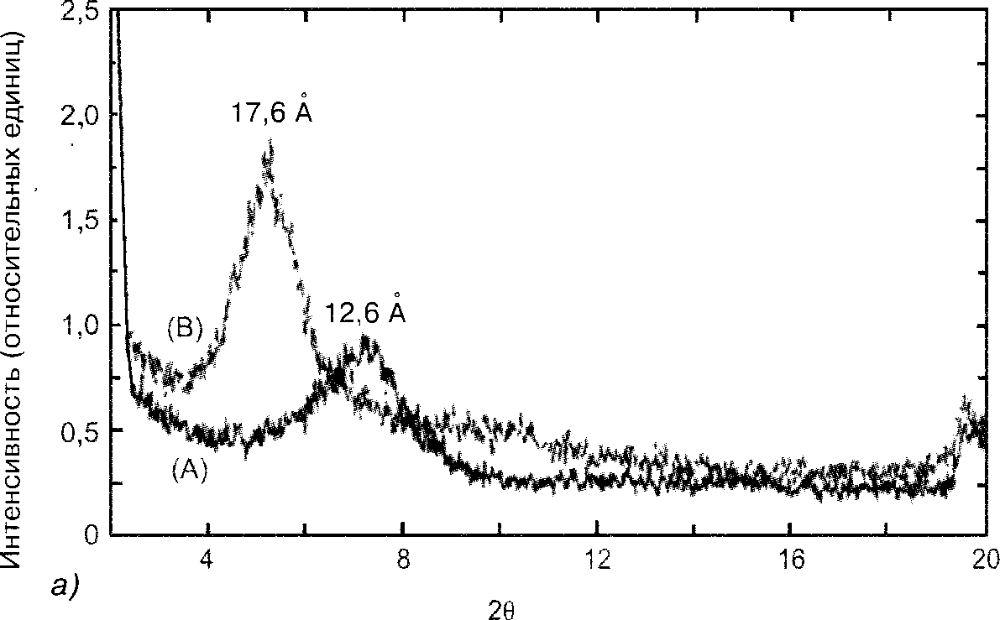 Интенсивность (относительных единиц)
2,5
2,0
1,5
1,0
0,5
0
17,6 Å
12,6 Å
(B)
(A)
4
8
12
16
20
2θ
а)